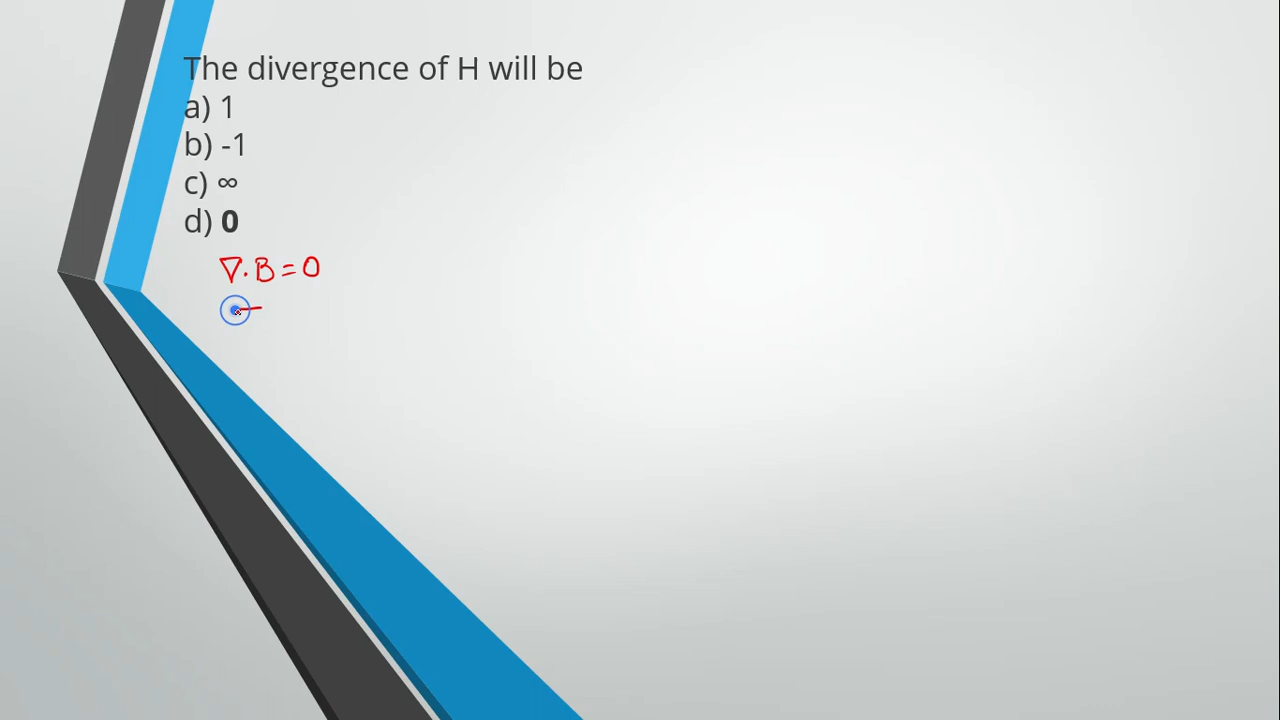 The divergence of H will be
a) 1
b) -1
c) ∞
d) 0
∇·B=0